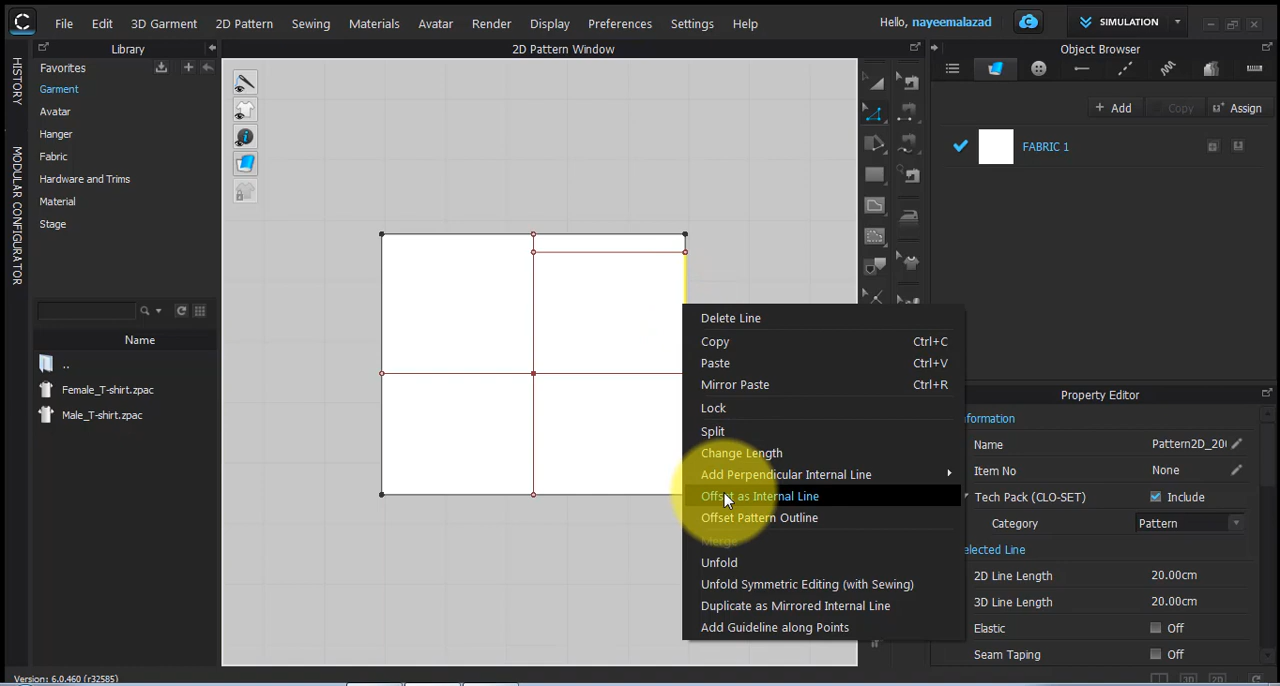 File Edit 3D Garment 2D Pattern Sewing Materials Avatar Render Display Preferences Settings Help Hello, nayeemalazad SIMULATION
HISTORY
MODULAR CONFIGURATOR
Library
Favorites
Garment
Avatar
Hanger
Fabric
Hardware and Trims
Material
Stage
Name
..
Female_T-shirt.zpac
Male_T-shirt.zpac
2D Pattern Window
Delete Line
Copy Ctrl+C
Paste Ctrl+V
Mirror Paste Ctrl+R
Lock
Split
Change Length
Add Perpendicular Internal Line
Offset as Internal Line
Offset Pattern Outline
Merge
Unfold
Unfold Symmetric Editing (with Sewing)
Duplicate as Mirrored Internal Line
Add Guideline along Points
Object Browser
+ Add Copy Assign
FABRIC 1
Property Editor
nformation
Name Pattern2D_20
Item No None
Tech Pack (CLO-SET) Include
Category Pattern
elected Line
2D Line Length 20.00cm
3D Line Length 20.00cm
Elastic Off
Seam Taping Off
Version: 6.0.460 (r32585)
3D 2D